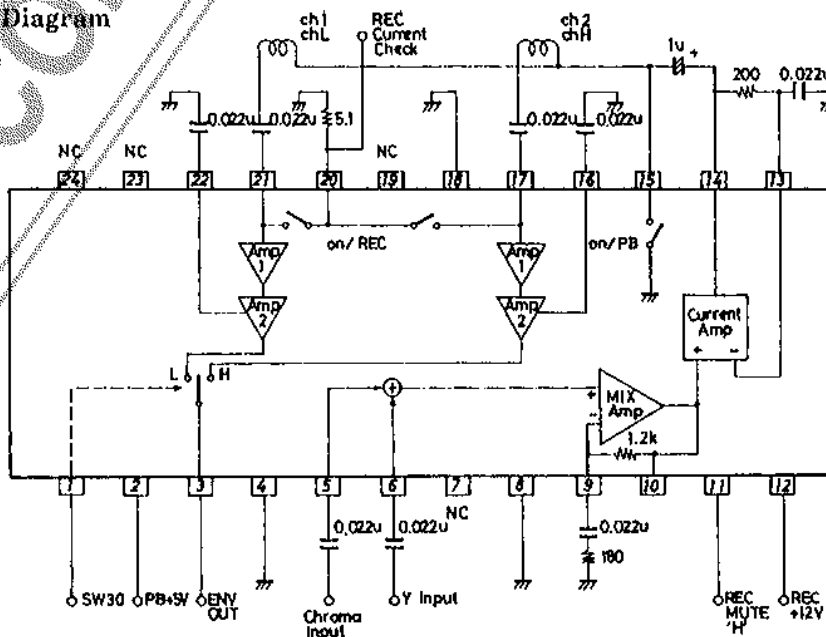 Diagram
ch1
chL
REC
Current
Check
ch2
chH
1u +
200
0.022u
0.022u
0.022u
5.1
0.022u
0.022u
NC
NC
NC
24
23
22
21
20
19
18
17
16
15
14
13
on/REC
on/PB
Amp
1
Amp
1
Amp
2
Amp
2
Current
Amp
+ -
L
H
+
+
-
MIX
Amp
1.2k
1
2
3
4
5
6
7
8
9
10
11
12
NC
0.022u
0.022u
0.022u
180
SW30
PB+5V
ENV
OUT
Chroma
Input
Y Input
REC
MUTE
'H'
REC
+12V